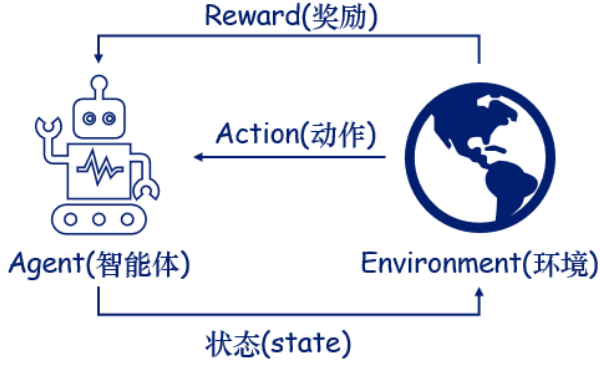 Reward(奖励)
Action(动作)
Agent(智能体)
Environment(环境)
状态(state)